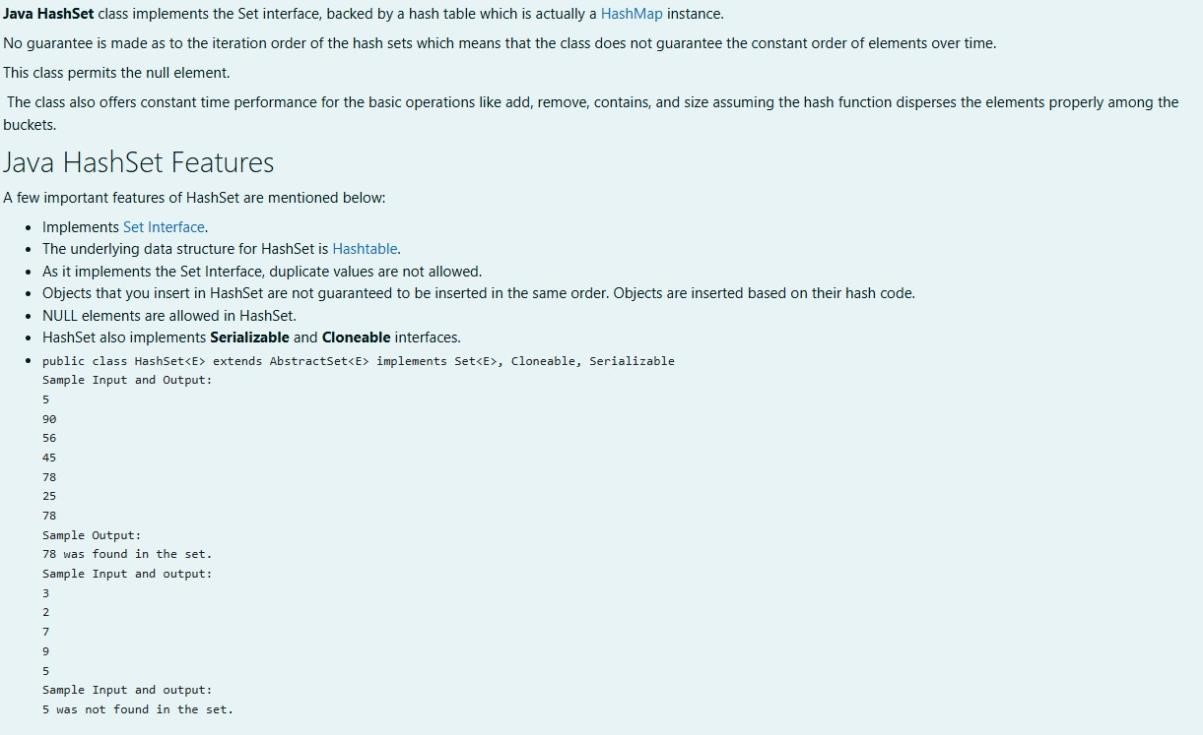 Java HashSet class implements the Set interface, backed by a hash table which is actually a HashMap instance.
No guarantee is made as to the iteration order of the hash sets which means that the class does not guarantee the constant order of elements over time.
This class permits the null element.
The class also offers constant time performance for the basic operations like add, remove, contains, and size assuming the hash function disperses the elements properly among the
buckets.
Java HashSet Features
A few important features of HashSet are mentioned below:
• Implements Set Interface.
• The underlying data structure for HashSet is Hashtable.
• As it implements the Set Interface, duplicate values are not allowed.
• Objects that you insert in HashSet are not guaranteed to be inserted in the same order. Objects are inserted based on their hash code.
• NULL elements are allowed in HashSet.
• HashSet also implements Serializable and Cloneable interfaces.
• public class HashSet<E> extends AbstractSet<E> implements Set<E>, Cloneable, Serializable
Sample Input and Output:
5
90
56
45
78
25
78
Sample Output:
78 was found in the set.
Sample Input and output:
3
2
7
9
5
Sample Input and output:
5 was not found in the set.